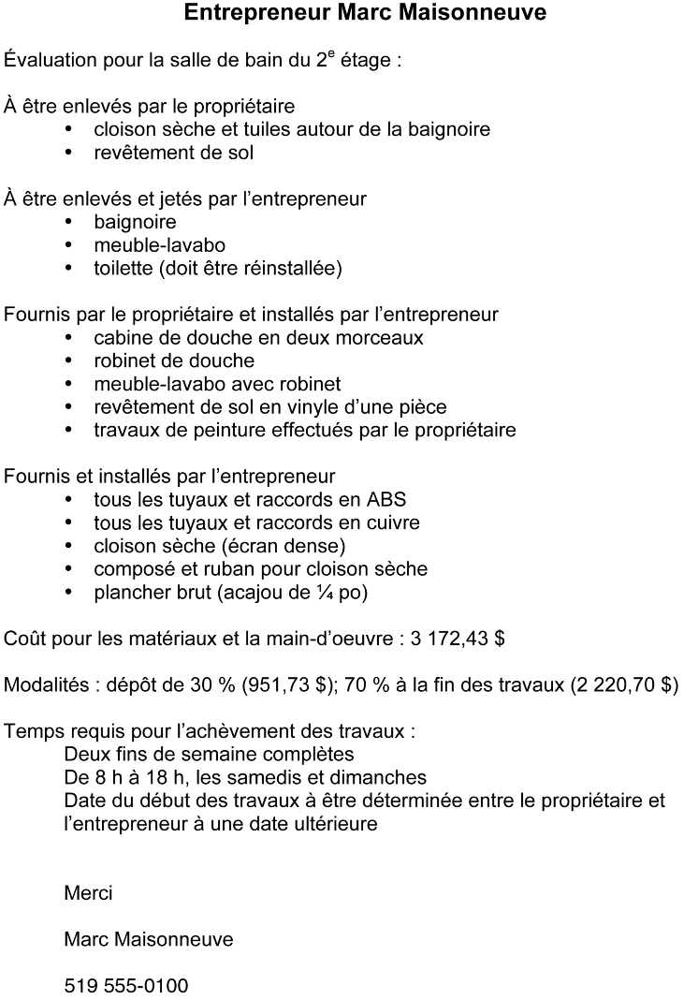 Entrepreneur Marc Maisonneuve
Évaluation pour la salle de bain du 2e étage :
À être enlevés par le propriétaire
• cloison sèche et tuiles autour de la baignoire
• revêtement de sol
À être enlevés et jetés par l’entrepreneur
• baignoire
• meuble-lavabo
• toilette (doit être réinstallée)
Fournis par le propriétaire et installés par l’entrepreneur
• cabine de douche en deux morceaux
• robinet de douche
• meuble-lavabo avec robinet
• revêtement de sol en vinyle d’une pièce
• travaux de peinture effectués par le propriétaire
Fournis et installés par l’entrepreneur
• tous les tuyaux et raccords en ABS
• tous les tuyaux et raccords en cuivre
• cloison sèche (écran dense)
• composé et ruban pour cloison sèche
• plancher brut (acajou de ¼ po)
Coût pour les matériaux et la main-d’oeuvre : 3 172,43 $
Modalités : dépôt de 30 % (951,73 $); 70 % à la fin des travaux (2 220,70 $)
Temps requis pour l’achèvement des travaux :
Deux fins de semaine complètes
De 8 h à 18 h, les samedis et dimanches
Date du début des travaux à être déterminée entre le propriétaire et
l’entrepreneur à une date ultérieure
Merci
Marc Maisonneuve
519 555-0100